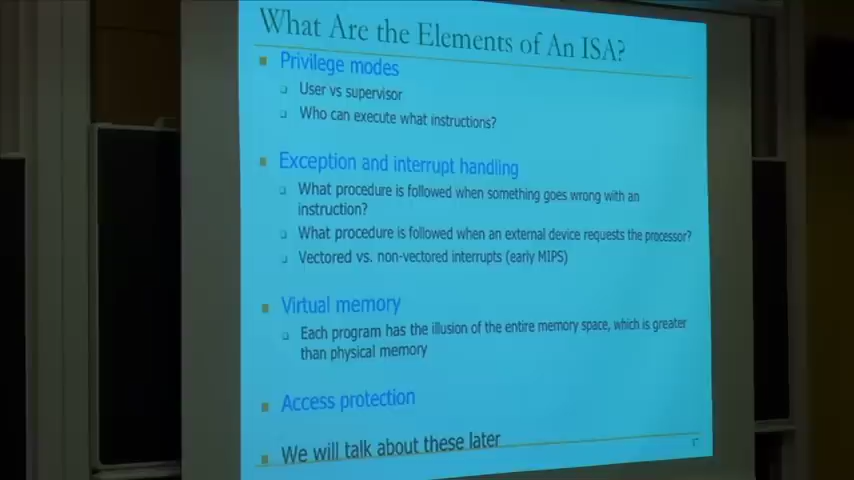 What Are the Elements of An ISA?
Privilege modes
User vs supervisor
Who can execute what instructions?
Exception and interrupt handling
What procedure is followed when something goes wrong with an
instruction?
What procedure is followed when an external device requests the processor?
Vectored vs. non-vectored interrupts (early MIPS)
Virtual memory
Each program has the illusion of the entire memory space, which is greater
than physical memory
Access protection
We will talk about these later